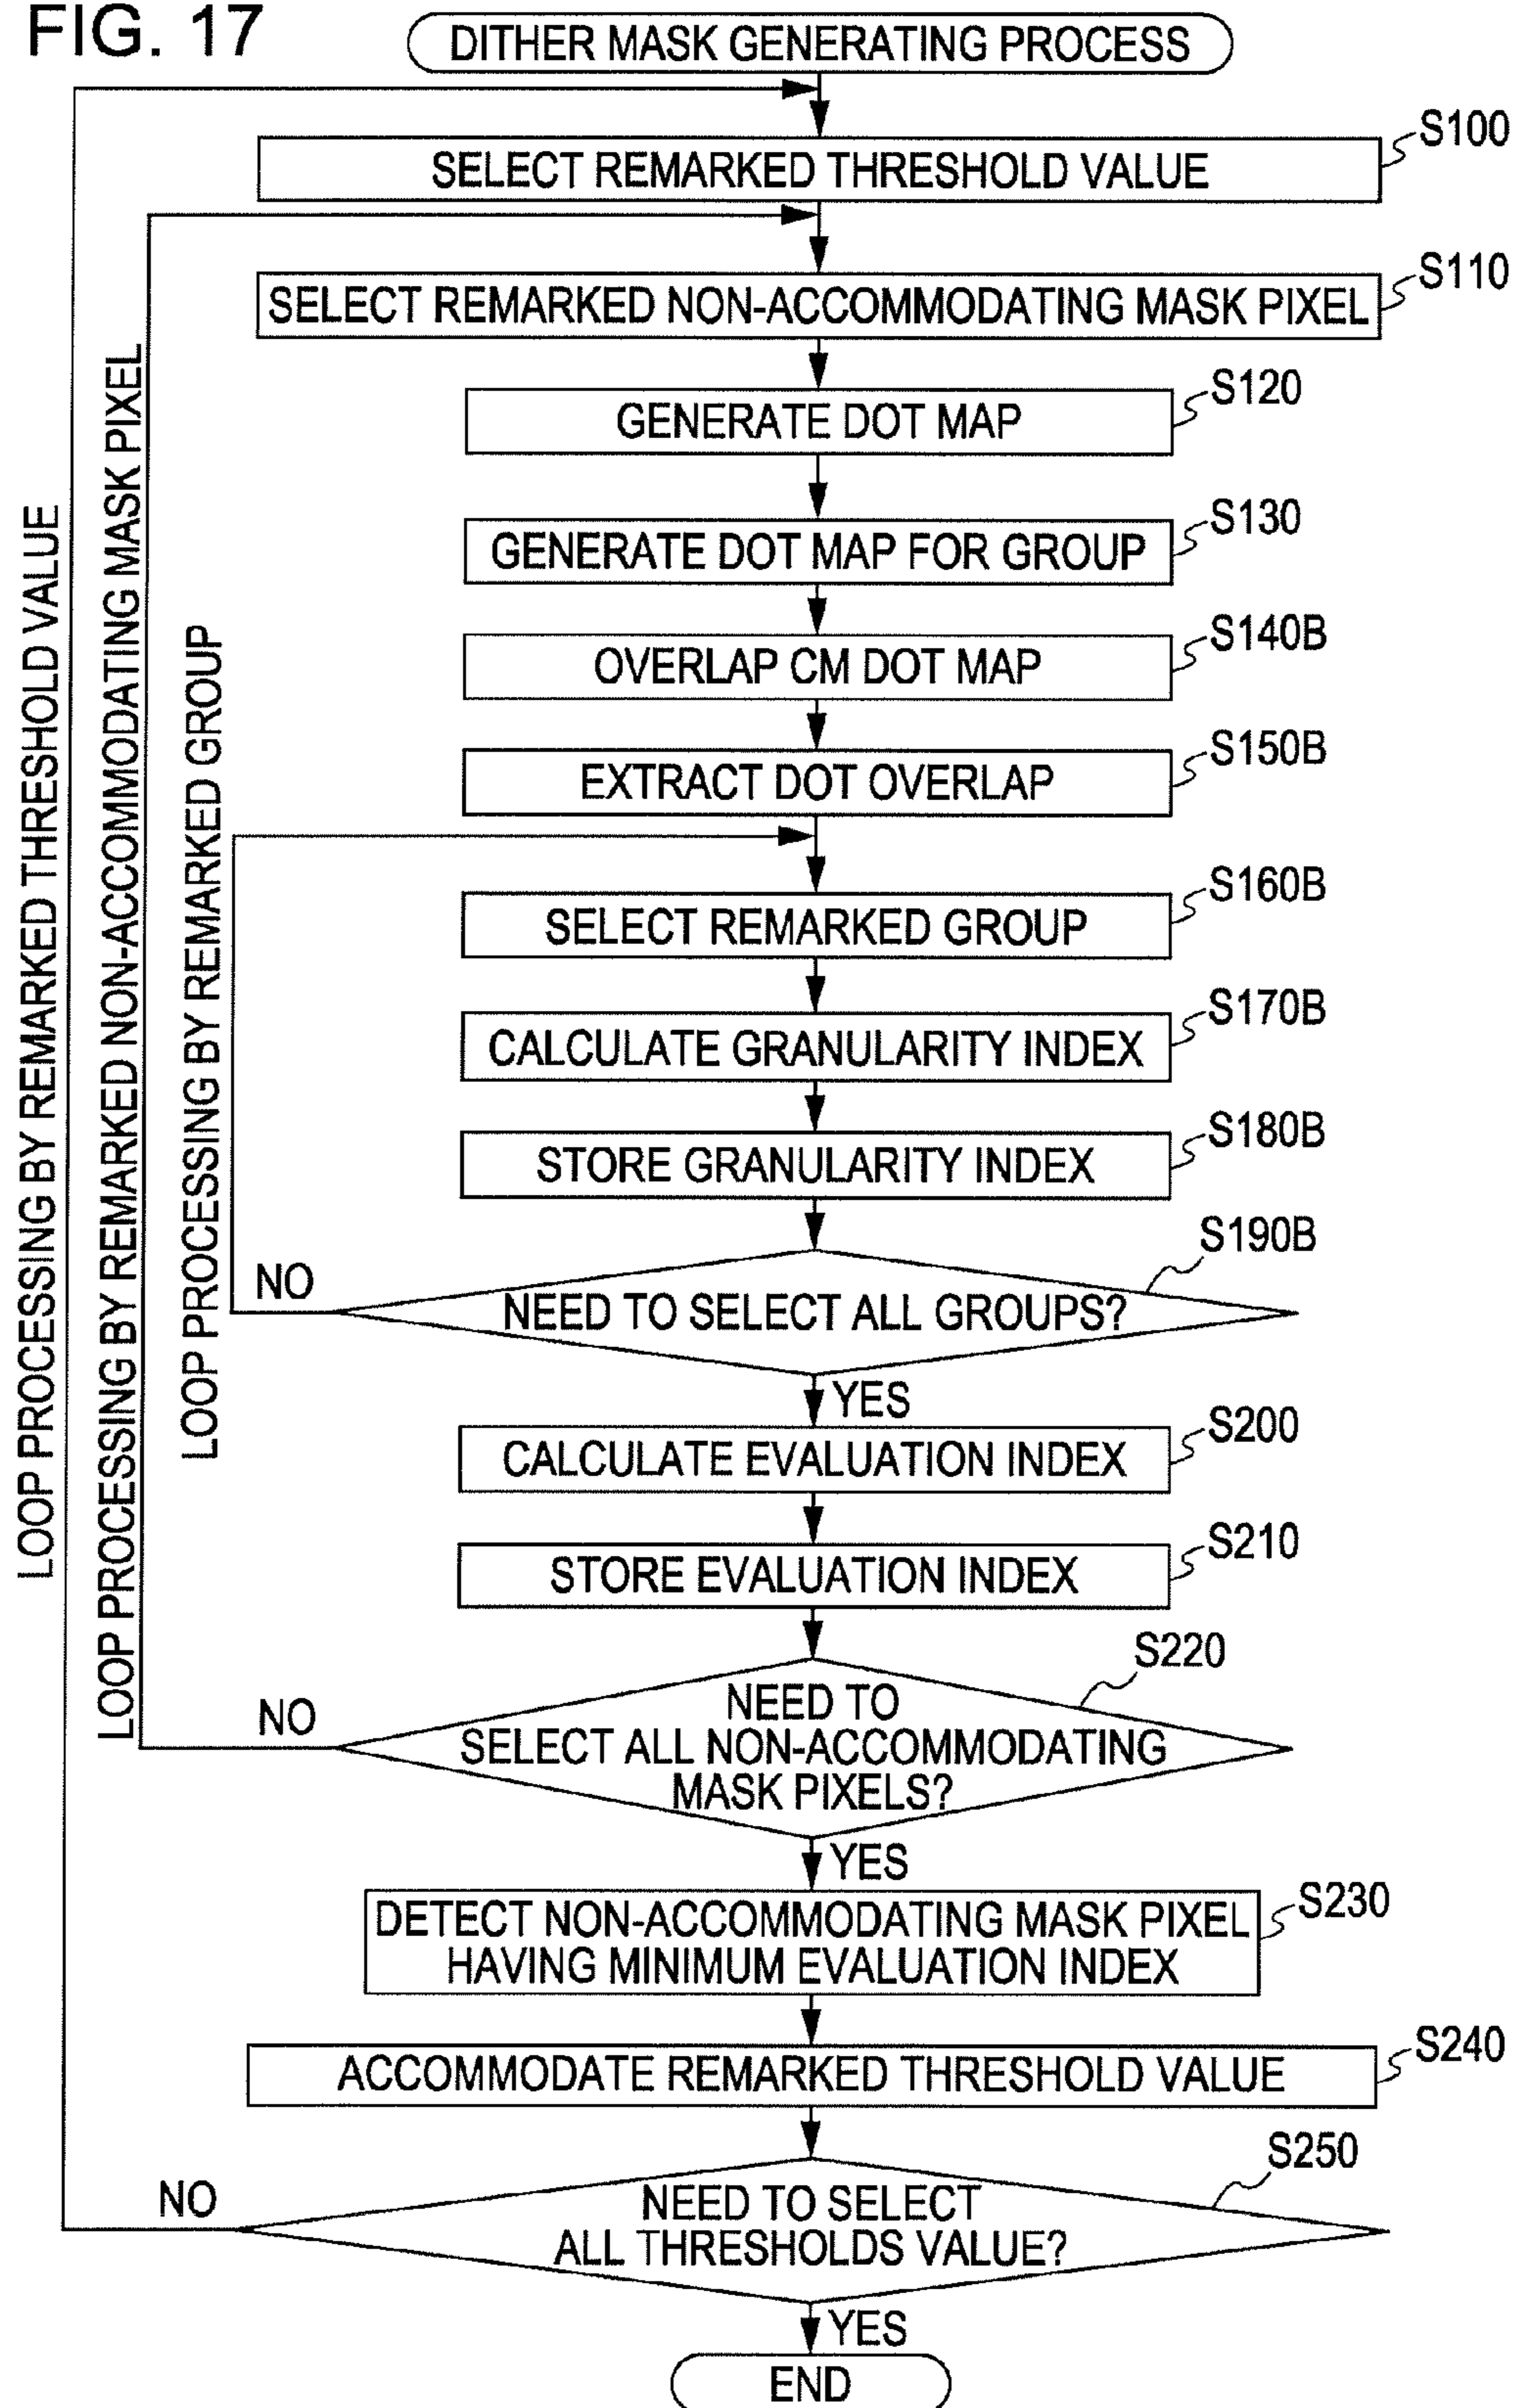 FIG. 17
DITHER MASK GENERATING PROCESS
S100
SELECT REMARKED THRESHOLD VALUE
S110
SELECT REMARKED NON-ACCOMMODATING MASK PIXEL
S120
GENERATE DOT MAP
S130
GENERATE DOT MAP FOR GROUP
S140B
OVERLAP CM DOT MAP
S150B
EXTRACT DOT OVERLAP
S160B
SELECT REMARKED GROUP
S170B
CALCULATE GRANULARITY INDEX
S180B
STORE GRANULARITY INDEX
S190B
NO
NEED TO SELECT ALL GROUPS?
YES
S200
CALCULATE EVALUATION INDEX
S210
STORE EVALUATION INDEX
S220
NO
NEED TO
SELECT ALL NON-ACCOMMODATING
MASK PIXELS?
YES
S230
DETECT NON-ACCOMMODATING MASK PIXEL
HAVING MINIMUM EVALUATION INDEX
S240
ACCOMMODATE REMARKED THRESHOLD VALUE
S250
NO
NEED TO SELECT
ALL THRESHOLDS VALUE?
YES
END
LOOP PROCESSING BY REMARKED THRESHOLD VALUE
LOOP PROCESSING BY REMARKED NON-ACCOMMODATING MASK PIXEL
LOOP PROCESSING BY REMARKED GROUP